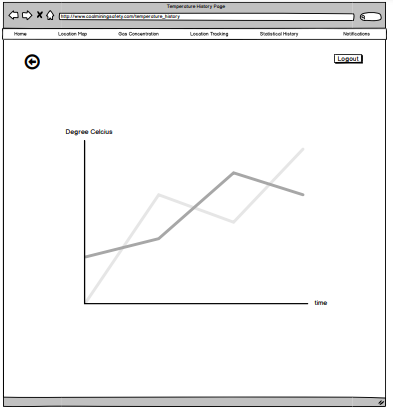 Temperature History Page
http://www.coalminingsafety.com/temperature_history
Home Location Map Gas Concentration Location Tracking Statistical History Notifications
Logout
Degree Celcius
time